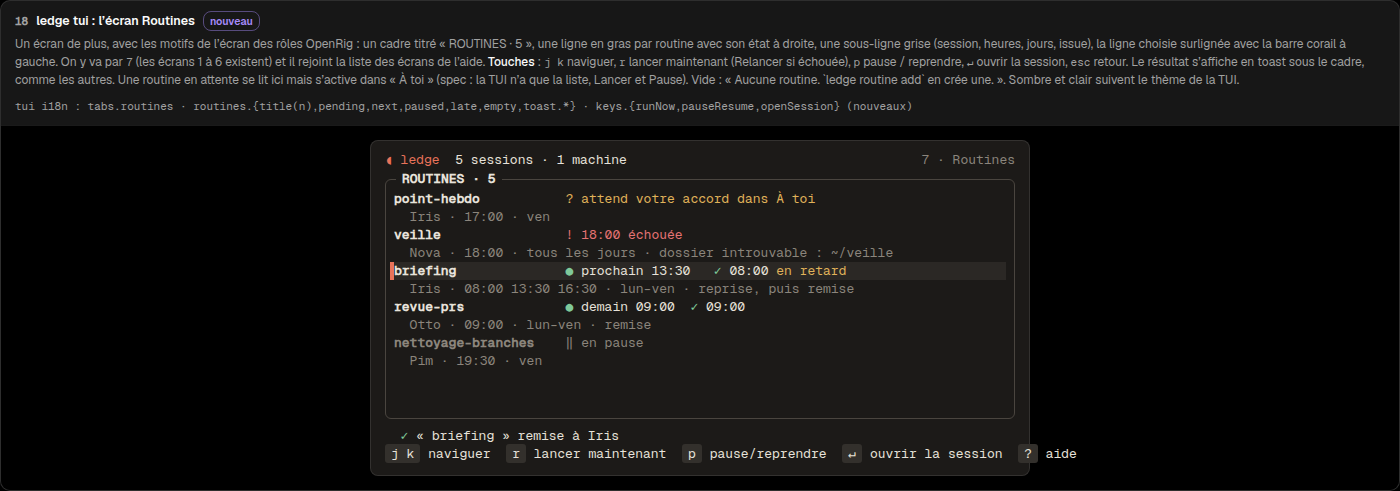 18 ledge tui : l'écran Routines nouveau
Un écran de plus, avec les motifs de l'écran des rôles OpenRig : un cadre titré « ROUTINES · 5 », une ligne en gras par routine avec son état à droite, une sous-ligne grise (session, heures, jours, issue), la ligne choisie surlignée avec la barre corail à
gauche. On y va par 7 (les écrans 1 à 6 existent) et il rejoint la liste des écrans de l'aide. Touches : j k naviguer, r lancer maintenant (Relancer si échouée), p pause / reprendre, ↵ ouvrir la session, esc retour. Le résultat s'affiche en toast sous le cadre,
comme les autres. Une routine en attente se lit ici mais s'active dans « À toi » (spec : la TUI n'a que la liste, Lancer et Pause). Vide : « Aucune routine. `ledge routine add` en crée une. ». Sombre et clair suivent le thème de la TUI.
tui i18n : tabs.routines · routines.{title(n),pending,next,paused,late,empty,toast.*} · keys.{runNow,pauseResume,openSession} (nouveaux)
ledge 5 sessions · 1 machine 7 · Routines
ROUTINES · 5
point-hebdo ? attend votre accord dans À toi
Iris · 17:00 · ven
veille ! 18:00 échouée
Nova · 18:00 · tous les jours · dossier introuvable : ~/veille
briefing ● prochain 13:30 ✓ 08:00 en retard
Iris · 08:00 13:30 16:30 · lun-ven · reprise, puis remise
revue-prs ● demain 09:00 ✓ 09:00
Otto · 09:00 · lun-ven · remise
nettoyage-branches ‖ en pause
Pim · 19:30 · ven
✓ « briefing » remise à Iris
j k naviguer r lancer maintenant p pause/reprendre ↵ ouvrir la session ? aide